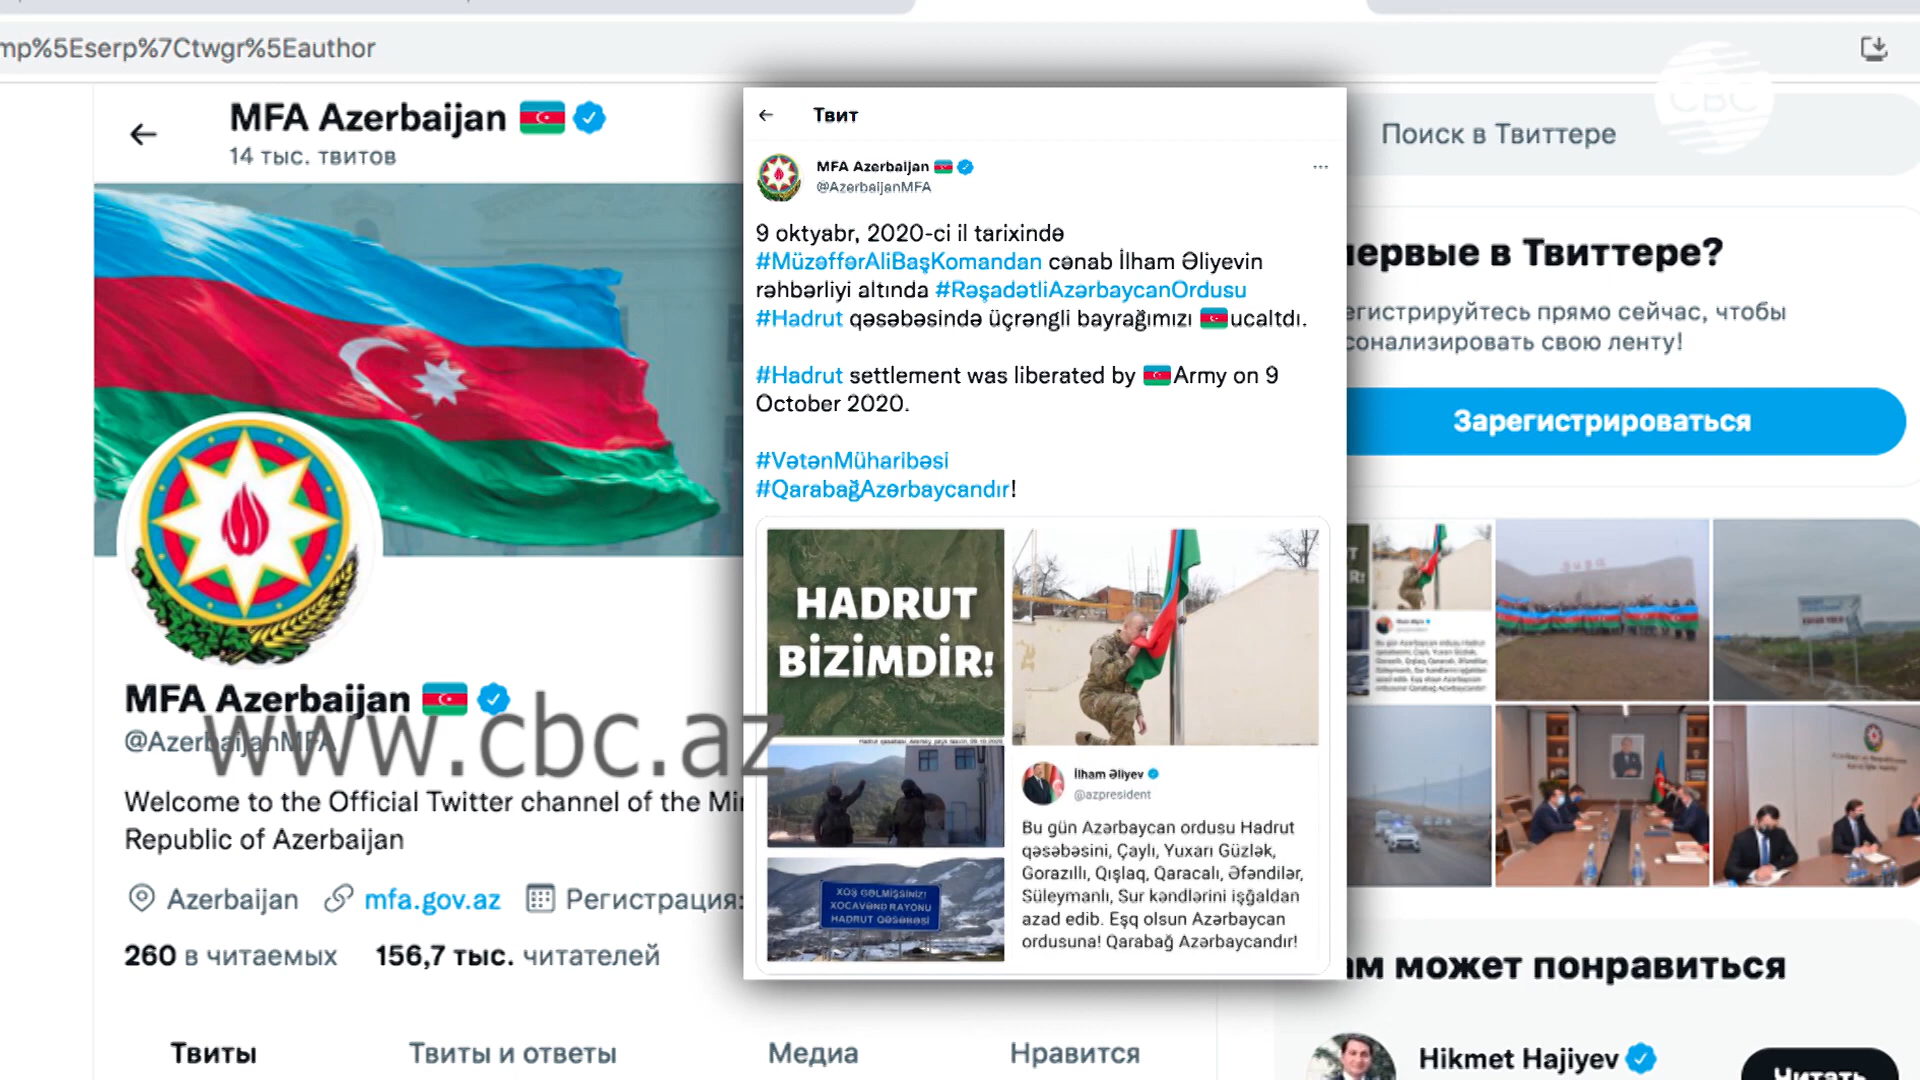 mp%5Eserp%7Ctwgr%5Eauthor
CBC
MFA Azerbaijan
14 тыс. твитов
MFA Azerbaijan
@AzerbaijanMFA
www.cbc.az
Welcome to the Official Twitter channel of the Mi
Republic of Azerbaijan
Azerbaijan mfa.gov.az Регистрация:
260 в читаемых 156,7 тыс. читателей
Твиты Твиты и ответы Медиа Нравится
Твит
MFA Azerbaijan
@AzerbaijanMFA
9 oktyabr, 2020-ci il tarixində
#MüzəffərAliBaşKomandan cənab İlham Əliyevin
rəhbərliyi altında #RəşadətliAzərbaycanOrdusu
#Hadrut qəsəbəsində üçrəngli bayrağımızı ucaltdı.
#Hadrut settlement was liberated by Army on 9
October 2020.
#VətənMüharibəsi
#QarabağAzərbaycandır!
HADRUT
BİZİMDİR!
XOŞ GƏLMİŞSİNİZ!
XOCAVƏND RAYONU
HADRUT QƏSƏBƏSİ
İlham Əliyev
@azpresident
Bu gün Azərbaycan ordusu Hadrut
qəsəbəsini, Çaylı, Yuxarı Güzlək,
Gorazıllı, Qışlaq, Qaracalı, Əfəndilər,
Süleymanlı, Sur kəndlərini işğaldan
azad edib. Eşq olsun Azərbaycan
ordusuna! Qarabağ Azərbaycandır!
Поиск в Твиттере
первые в Твиттере?
егистрируйтесь прямо сейчас, чтобы
сонализировать свою ленту!
Зарегистрироваться
ам может понравиться
Hikmet Hajiyev
Читать